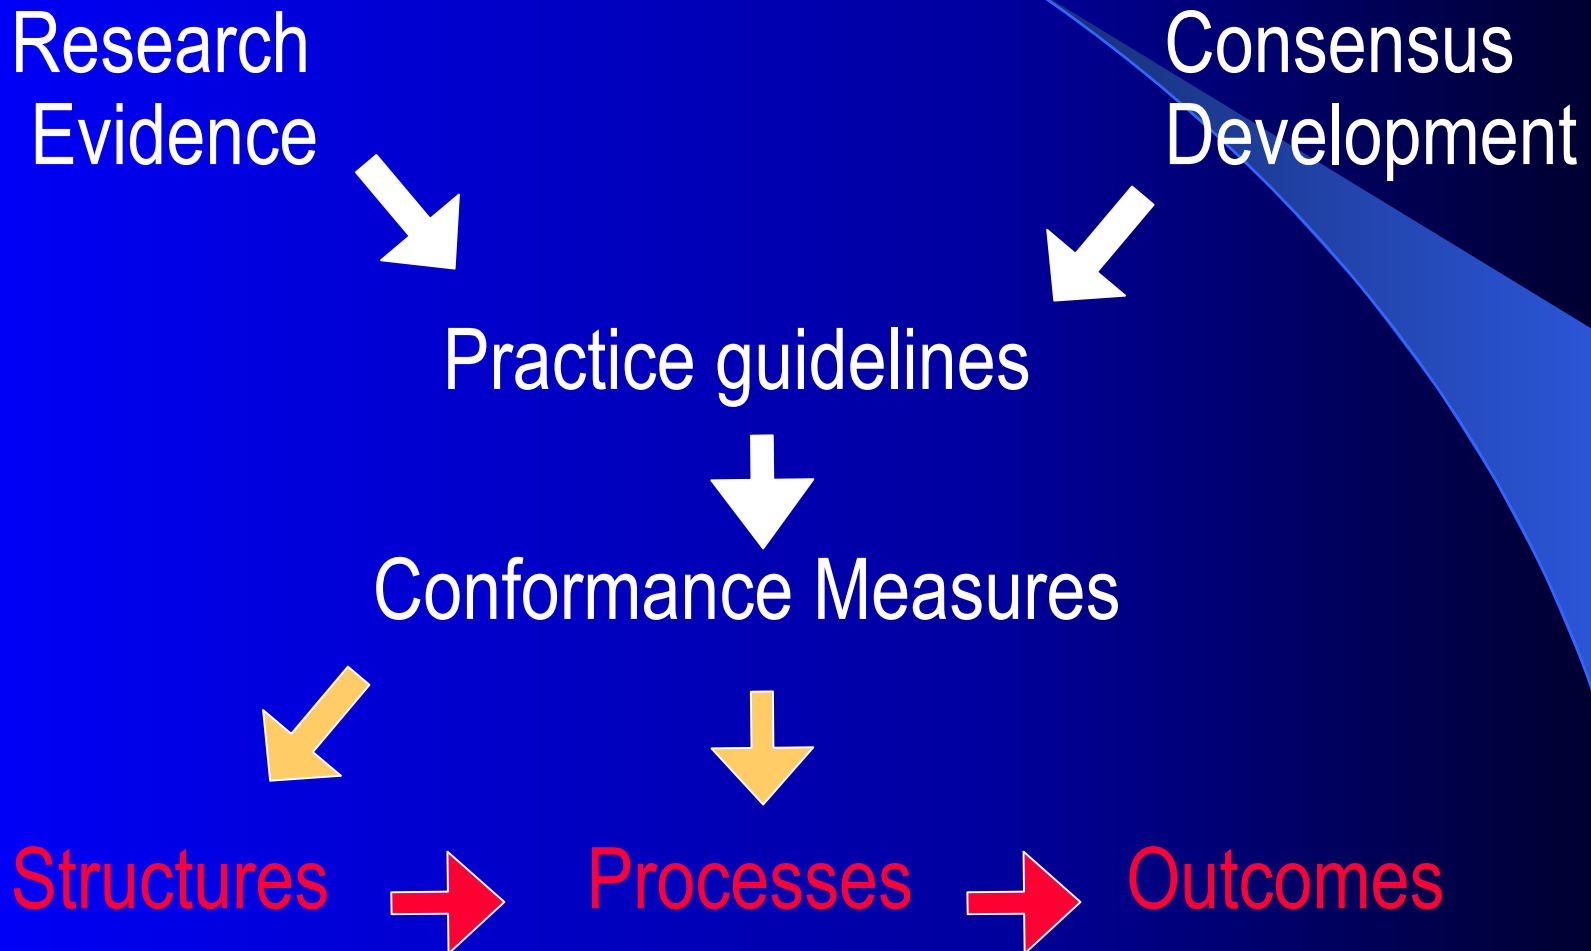 Research
Evidence
Consensus
Development
Practice guidelines
Conformance Measures
Structures
Processes
Outcomes